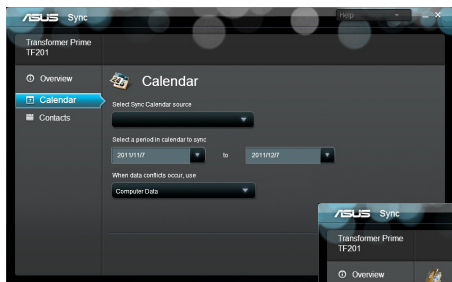 ASUS Sync
Help
Transformer Prime
TF201
Overview
Calendar
Contacts
Calendar
Select Sync Calendar source
Select a period in calendar to sync
2011/11/7 to 2011/12/7
When data conflicts occur, use
Computer Data
ASUS Sync
Transformer Prime
TF201
Overview